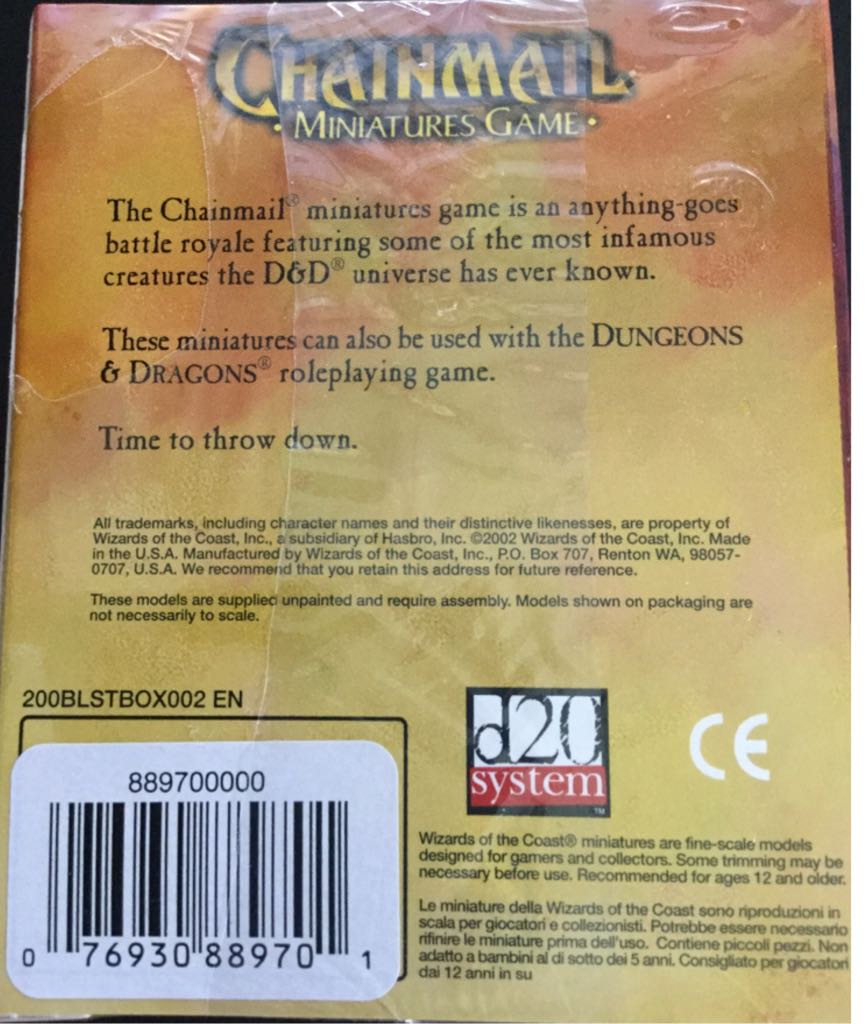 CHAINMAIL
• MINIATURES GAME •
The Chainmail® miniatures game is an anything-goes
battle royale featuring some of the most infamous
creatures the D&D® universe has ever known.
These miniatures can also be used with the DUNGEONS
& DRAGONS® roleplaying game.
Time to throw down.
All trademarks, including character names and their distinctive likenesses, are property of
Wizards of the Coast, Inc., a subsidiary of Hasbro, Inc. ©2002 Wizards of the Coast, Inc. Made
in the U.S.A. Manufactured by Wizards of the Coast, Inc., P.O. Box 707, Renton WA, 98057-
0707, U.S.A. We recommend that you retain this address for future reference.
These models are supplied unpainted and require assembly. Models shown on packaging are
not necessarily to scale.
200BLSTBOX002 EN
889700000
0 76930 88970 1
d20
system™
CE
Wizards of the Coast® miniatures are fine-scale models
designed for gamers and collectors. Some trimming may be
necessary before use. Recommended for ages 12 and older.
Le miniature della Wizards of the Coast sono riproduzioni in
scala per giocatori e collezionisti. Potrebbe essere necessario
rifinire le miniature prima dell'uso. Contiene piccoli pezzi. Non
adatto a bambini al di sotto dei 5 anni. Consigliato per giocatori
dai 12 anni in su